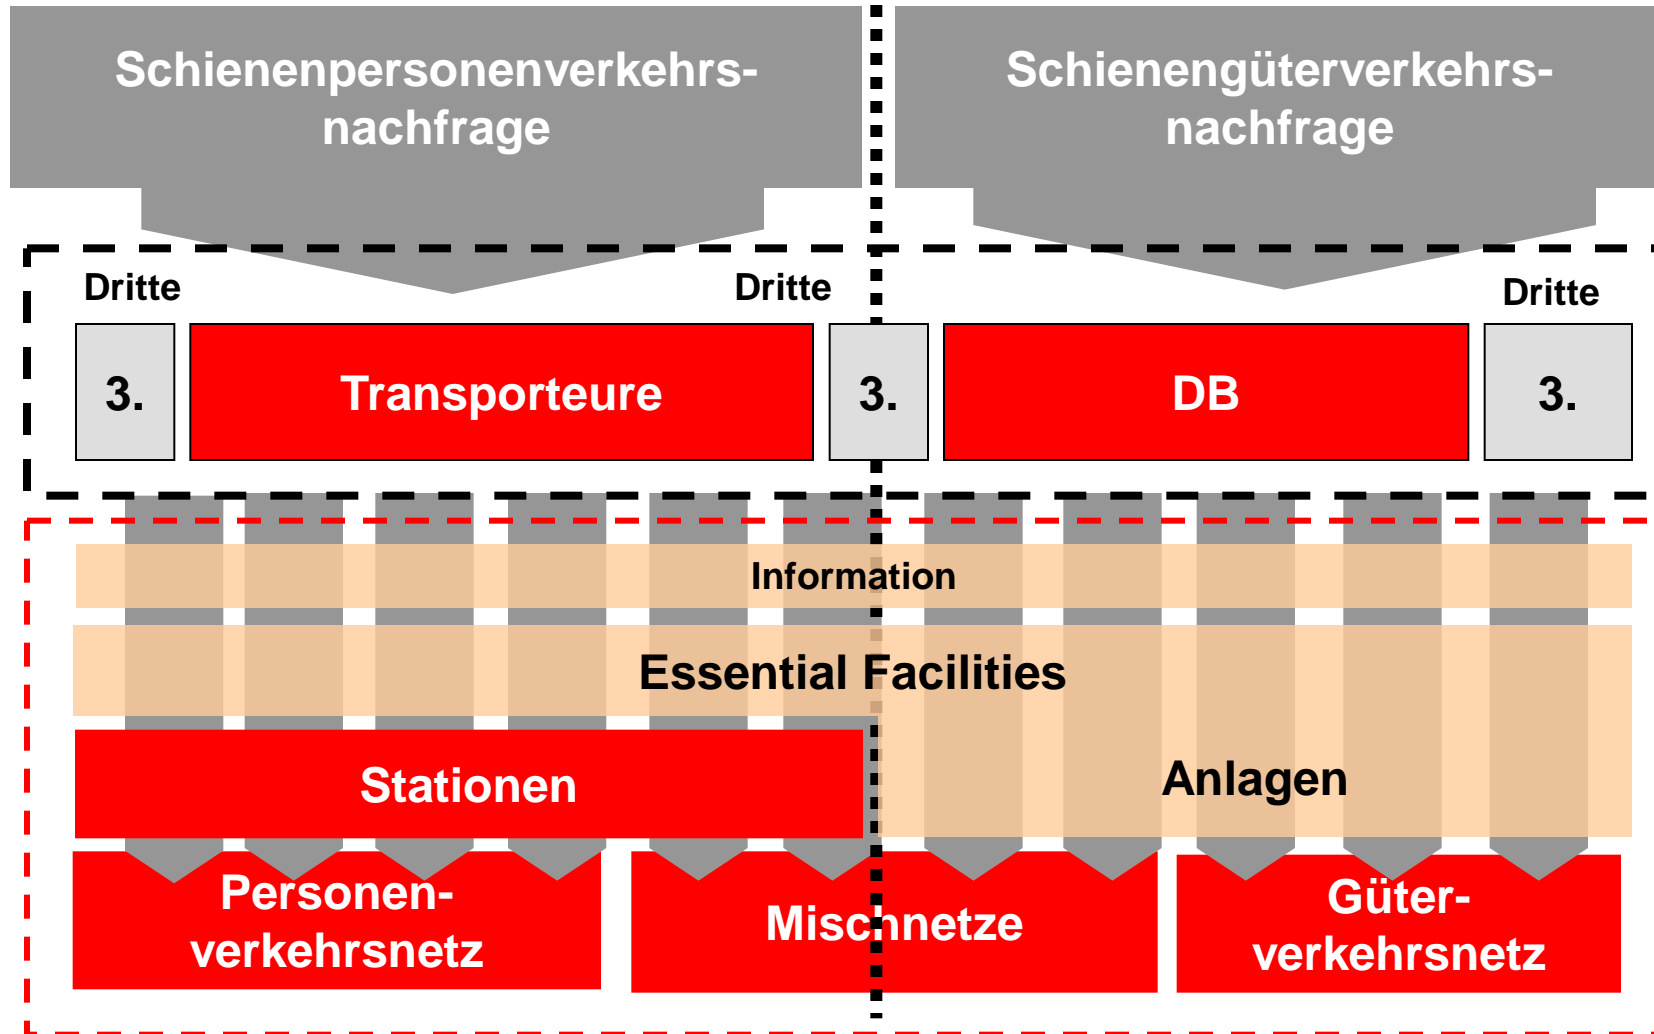 Schienenpersonenverkehrs-
nachfrage
Schienengüterverkehrs-
nachfrage
Dritte
Dritte
Dritte
3.
Transporteure
3.
DB
3.
Information
Essential Facilities
Stationen
Anlagen
Personen-
verkehrsnetz
Mischnetze
Güter-
verkehrsnetz